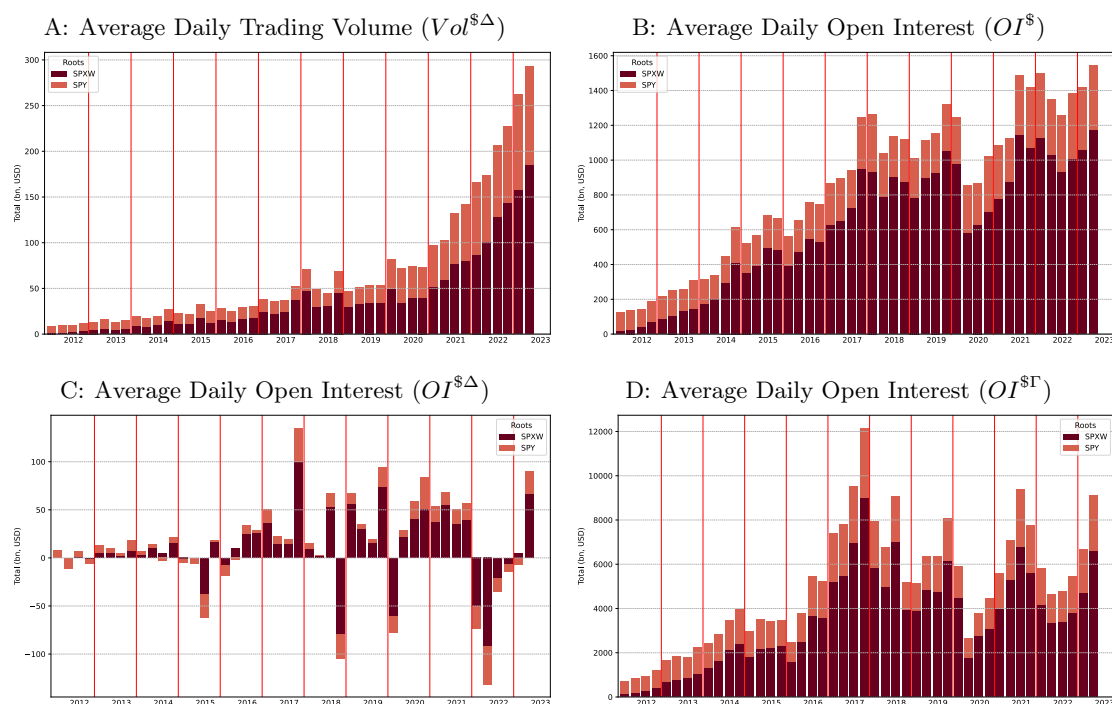 A: Average Daily Trading Volume (Vol^{$Δ})
B: Average Daily Open Interest (OI^{$})
300
250
200
150
100
50
0
Total (bn, USD)
Roots
SPXW
SPY
2012 2013 2014 2015 2016 2017 2018 2019 2020 2021 2022 2023
1600
1400
1200
1000
800
600
400
200
0
Total (bn, USD)
Roots
SPXW
SPY
2012 2013 2014 2015 2016 2017 2018 2019 2020 2021 2022 2023
C: Average Daily Open Interest (OI^{$Δ})
D: Average Daily Open Interest (OI^{$Γ})
100
50
0
−50
−100
Total (bn, USD)
Roots
SPXW
SPY
2012 2013 2014 2015 2016 2017 2018 2019 2020 2021 2022 2023
12000
10000
8000
6000
4000
2000
0
Total (bn, USD)
Roots
SPXW
SPY
2012 2013 2014 2015 2016 2017 2018 2019 2020 2021 2022 2023